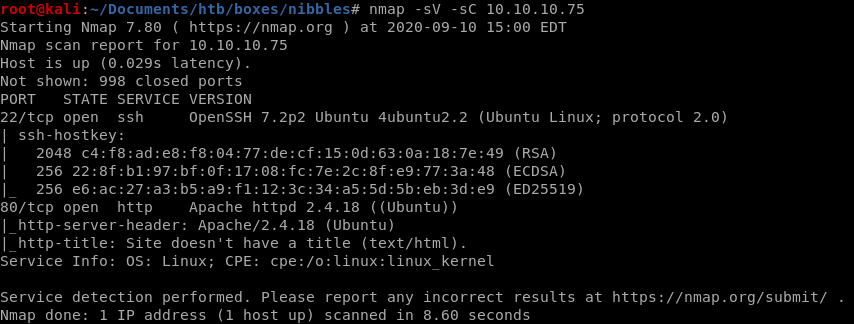 root@kali:~/Documents/htb/boxes/nibbles# nmap -sV -sC 10.10.10.75
Starting Nmap 7.80 ( https://nmap.org ) at 2020-09-10 15:00 EDT
Nmap scan report for 10.10.10.75
Host is up (0.029s latency).
Not shown: 998 closed ports
PORT   STATE SERVICE VERSION
22/tcp open  ssh     OpenSSH 7.2p2 Ubuntu 4ubuntu2.2 (Ubuntu Linux; protocol 2.0)
| ssh-hostkey:
|   2048 c4:f8:ad:e8:f8:04:77:de:cf:15:0d:63:0a:18:7e:49 (RSA)
|   256 22:8f:b1:97:bf:0f:17:08:fc:7e:2c:8f:e9:77:3a:48 (ECDSA)
|_  256 e6:ac:27:a3:b5:a9:f1:12:3c:34:a5:5d:5b:eb:3d:e9 (ED25519)
80/tcp open  http    Apache httpd 2.4.18 ((Ubuntu))
|_http-server-header: Apache/2.4.18 (Ubuntu)
|_http-title: Site doesn't have a title (text/html).
Service Info: OS: Linux; CPE: cpe:/o:linux:linux_kernel

Service detection performed. Please report any incorrect results at https://nmap.org/submit/ .
Nmap done: 1 IP address (1 host up) scanned in 8.60 seconds